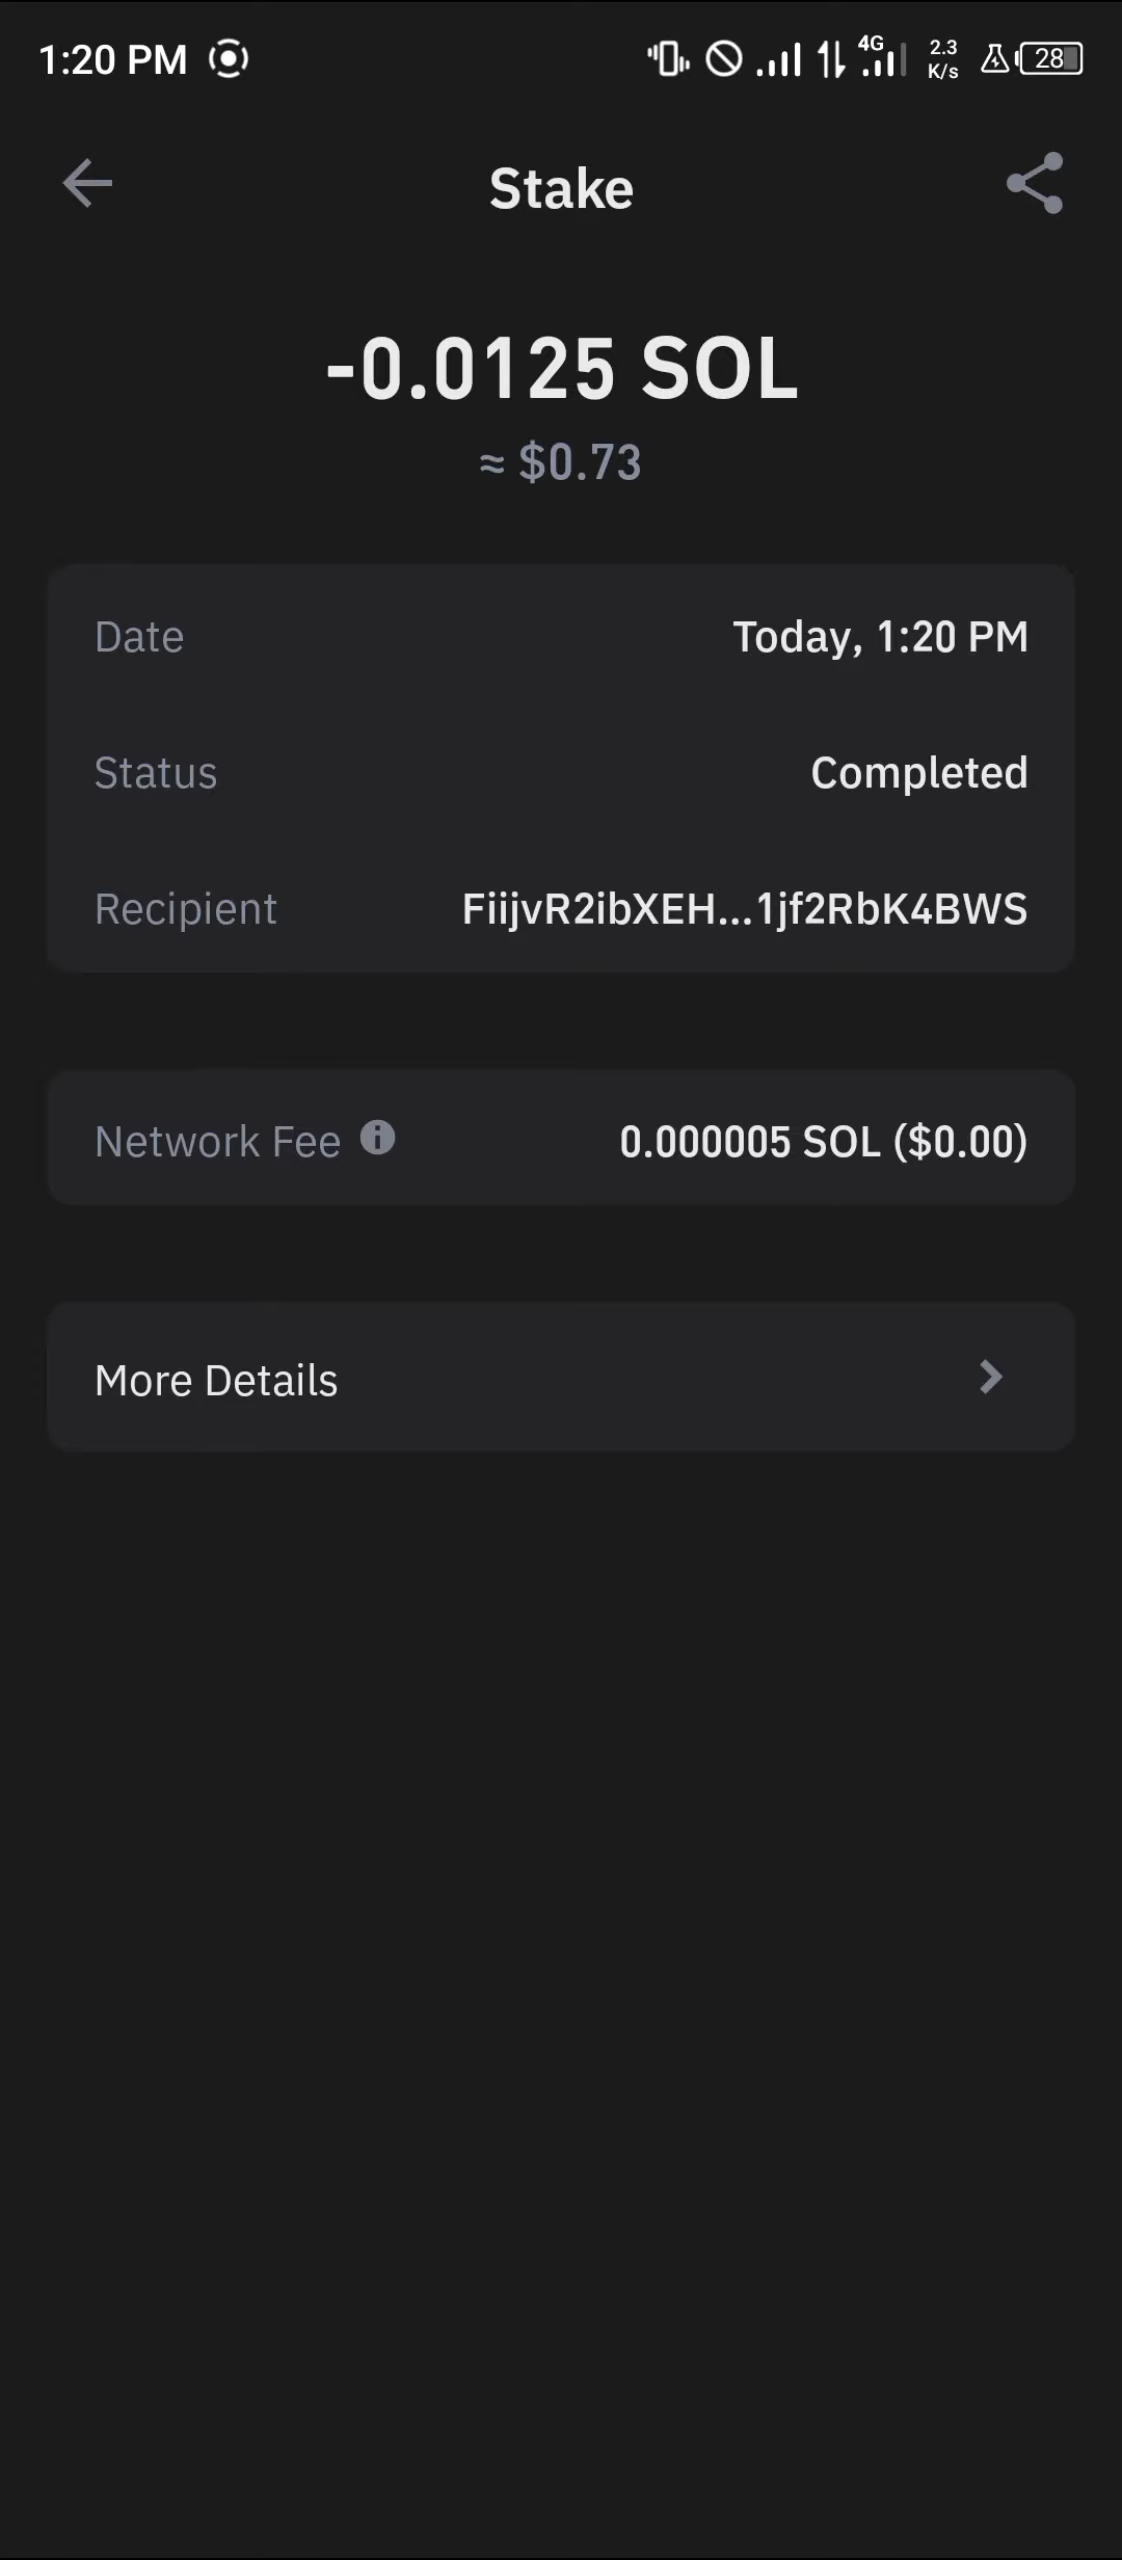 1:20 PM 4G 2.3 K/s 28
Stake
-0.0125 SOL
≈ $0.73
Date Today, 1:20 PM
Status Completed
Recipient FiijvR2ibXEH...1jf2RbK4BWS
Network Fee 0.000005 SOL ($0.00)
More Details